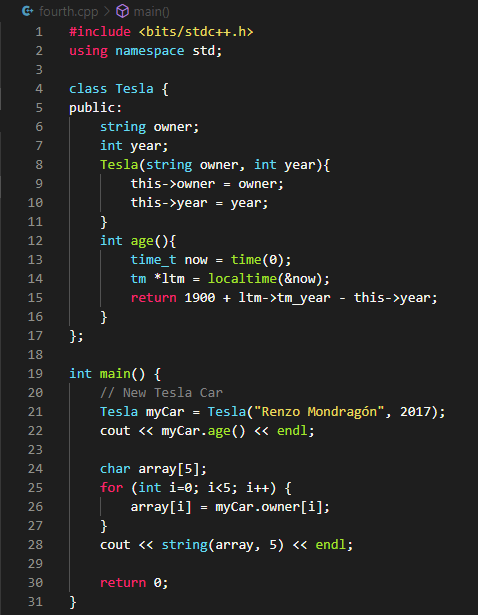 fourth.cpp > main()
1 #include <bits/stdc++.h>
2 using namespace std;
3
4 class Tesla {
5 public:
6     string owner;
7     int year;
8     Tesla(string owner, int year){
9         this->owner = owner;
10         this->year = year;
11     }
12     int age(){
13         time_t now = time(0);
14         tm *ltm = localtime(&now);
15         return 1900 + ltm->tm_year - this->year;
16     }
17 };
18
19 int main() {
20     // New Tesla Car
21     Tesla myCar = Tesla("Renzo Mondragón", 2017);
22     cout << myCar.age() << endl;
23
24     char array[5];
25     for (int i=0; i<5; i++) {
26         array[i] = myCar.owner[i];
27     }
28     cout << string(array, 5) << endl;
29
30     return 0;
31 }